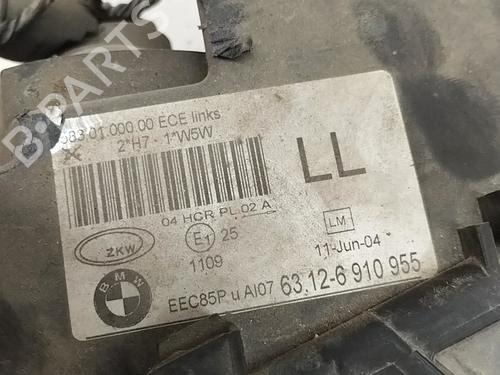 B-PARTS
01.000.00 ECE links
2*H7 - 1*W5W
LL
04 HCR PL 02 A
ZKW
E1 25
LM
1109
11-Jun-04
BMW
EEC85P u AI07 63.12-6 910 955